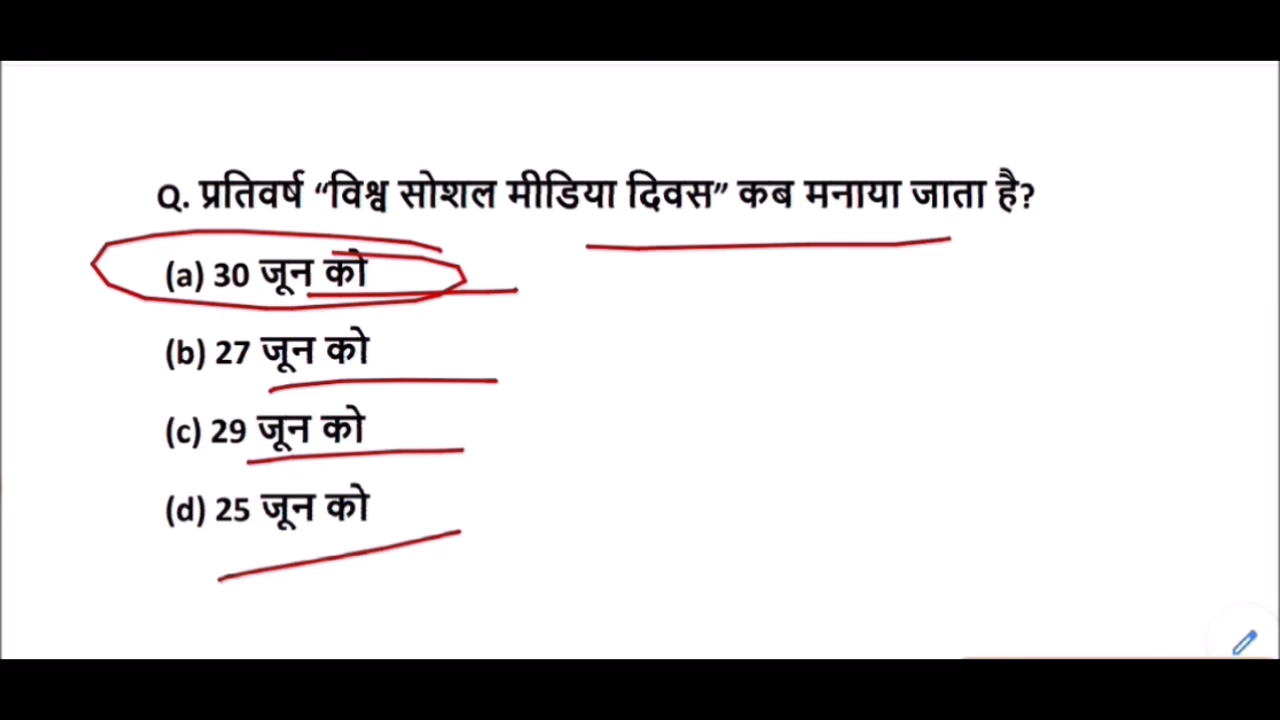 Q. प्रतिवर्ष “विश्व सोशल मीडिया दिवस” कब मनाया जाता है?
(a) 30 जून को
(b) 27 जून को
(c) 29 जून को
(d) 25 जून को